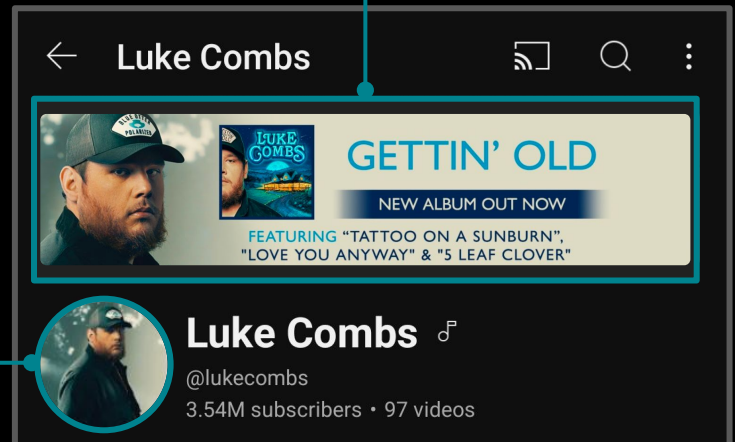 Luke Combs
BLUE OTTER
POLARIZED
LUKE
COMBS
GETTIN' OLD
NEW ALBUM OUT NOW
FEATURING "TATTOO ON A SUNBURN",
"LOVE YOU ANYWAY" & "5 LEAF CLOVER"
Luke Combs
@lukecombs
3.54M subscribers • 97 videos